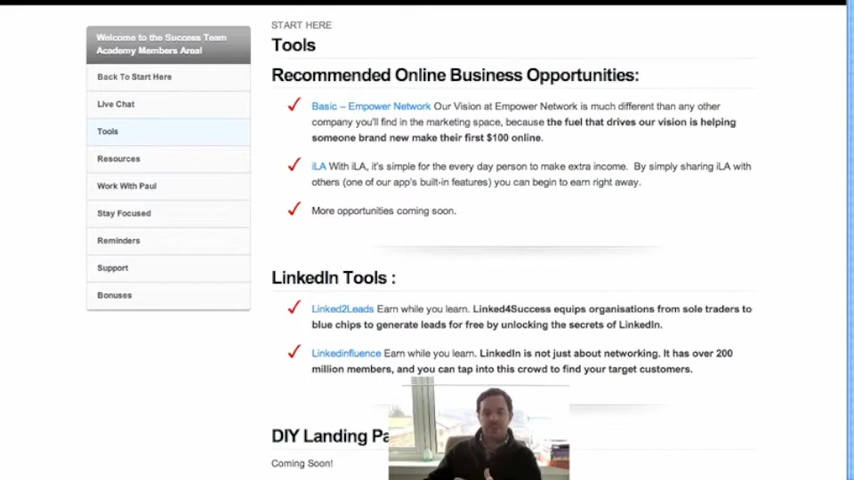 START HERE
Welcome to the Success Team
Academy Members Area!
Back To Start Here
Live Chat
Tools
Resources
Work With Paul
Stay Focused
Reminders
Support
Bonuses
Tools
Recommended Online Business Opportunities:
Basic – Empower Network Our Vision at Empower Network is much different than any other
company you'll find in the marketing space, because the fuel that drives our vision is helping
someone brand new make their first $100 online.
iLA With iLA, it's simple for the every day person to make extra income. By simply sharing iLA with
others (one of our app's built-in features) you can begin to earn right away.
More opportunities coming soon.
LinkedIn Tools :
Linked2Leads Earn while you learn. Linked4Success equips organisations from sole traders to
blue chips to generate leads for free by unlocking the secrets of LinkedIn.
Linkedinfluence Earn while you learn. LinkedIn is not just about networking. It has over 200
million members, and you can tap into this crowd to find your target customers.
DIY Landing Pa
Coming Soon!